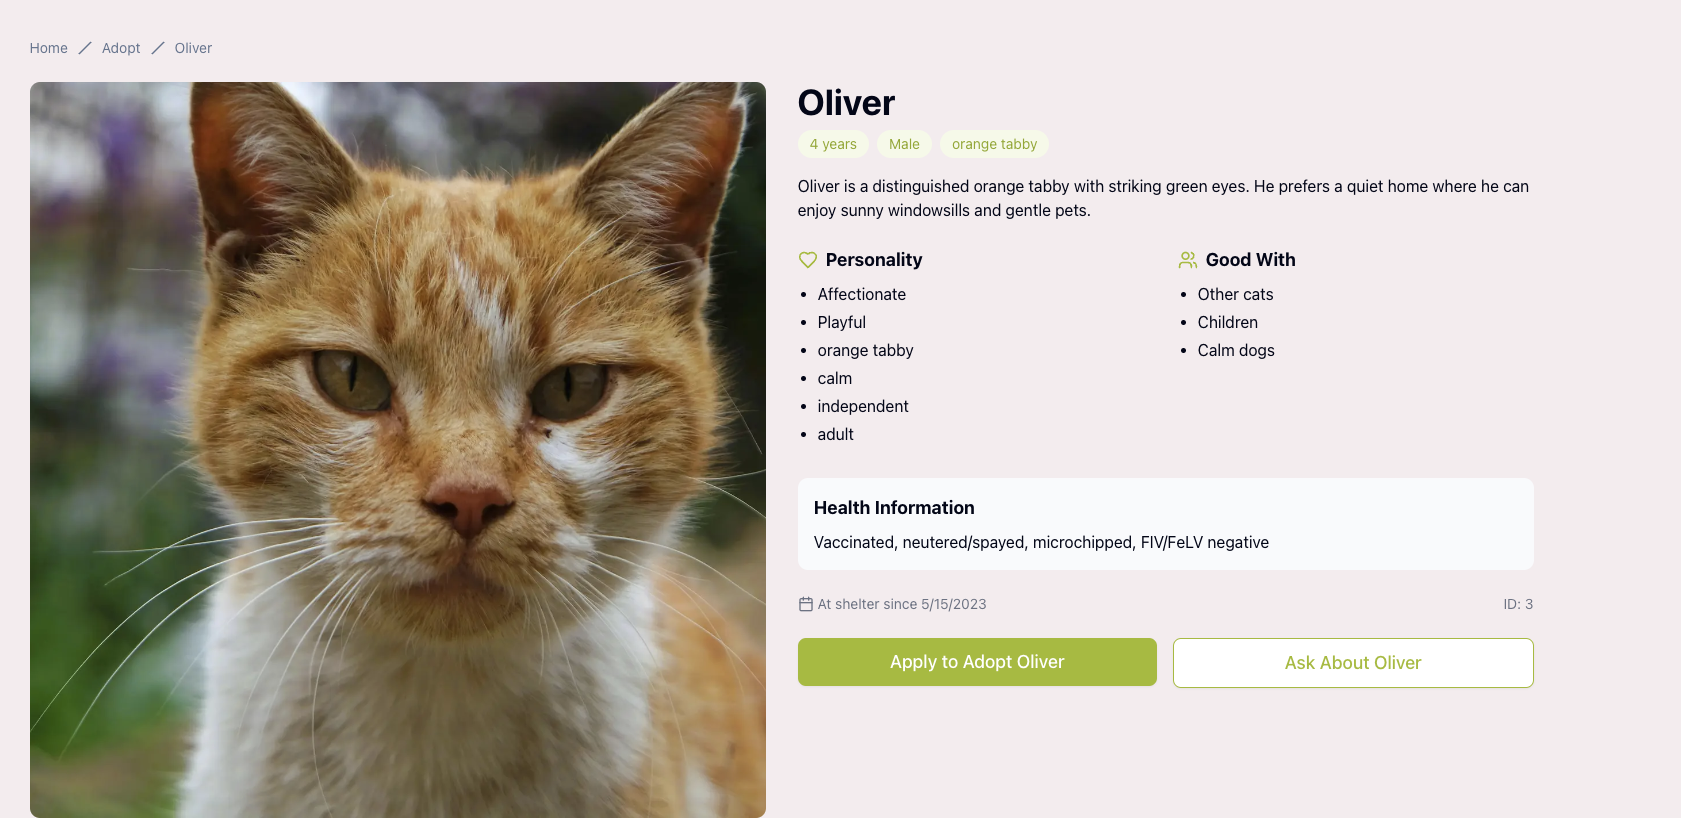 Home / Adopt / Oliver
Oliver
4 years Male orange tabby
Oliver is a distinguished orange tabby with striking green eyes. He prefers a quiet home where he can
enjoy sunny windowsills and gentle pets.
Personality
Affectionate
Playful
orange tabby
calm
independent
adult
Good With
Other cats
Children
Calm dogs
Health Information
Vaccinated, neutered/spayed, microchipped, FIV/FeLV negative
At shelter since 5/15/2023 ID: 3
Apply to Adopt Oliver Ask About Oliver